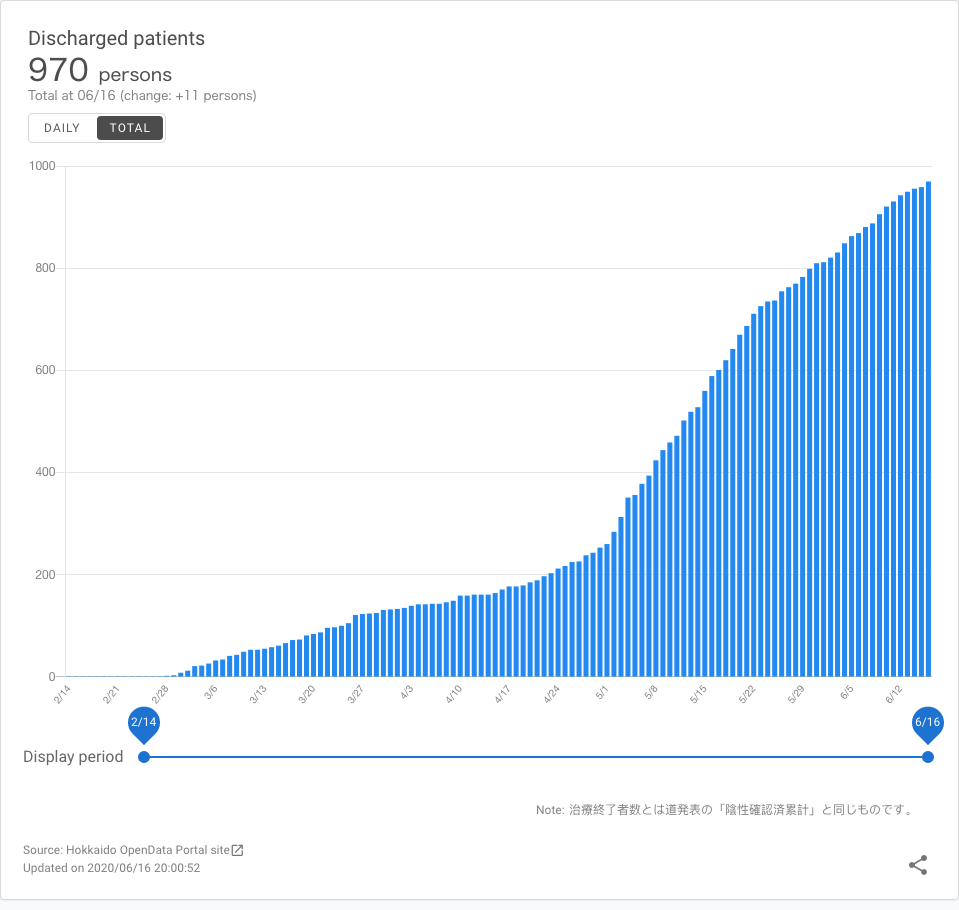 Discharged patients
970 persons
Total at 06/16 (change: +11 persons)
DAILY TOTAL
1000
800
600
400
200
0
2/14 2/21 2/28 3/6 3/13 3/20 3/27 4/3 4/10 4/17 4/24 5/1 5/8 5/15 5/22 5/29 6/5 6/12
2/14 6/16
Display period
Note: 治療終了者数とは道発表の「陰性確認済累計」と同じものです。
Source: Hokkaido OpenData Portal site
Updated on 2020/06/16 20:00:52